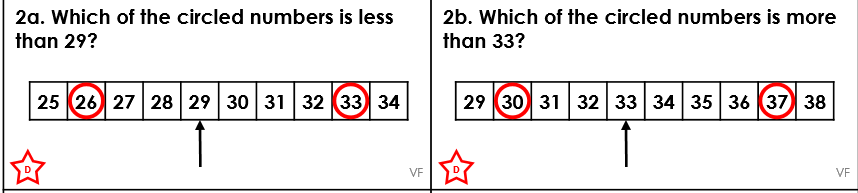 2a. Which of the circled numbers is less
than 29?
25 26 27 28 29 30 31 32 33 34
D
VF
2b. Which of the circled numbers is more
than 33?
29 30 31 32 33 34 35 36 37 38
D
VF